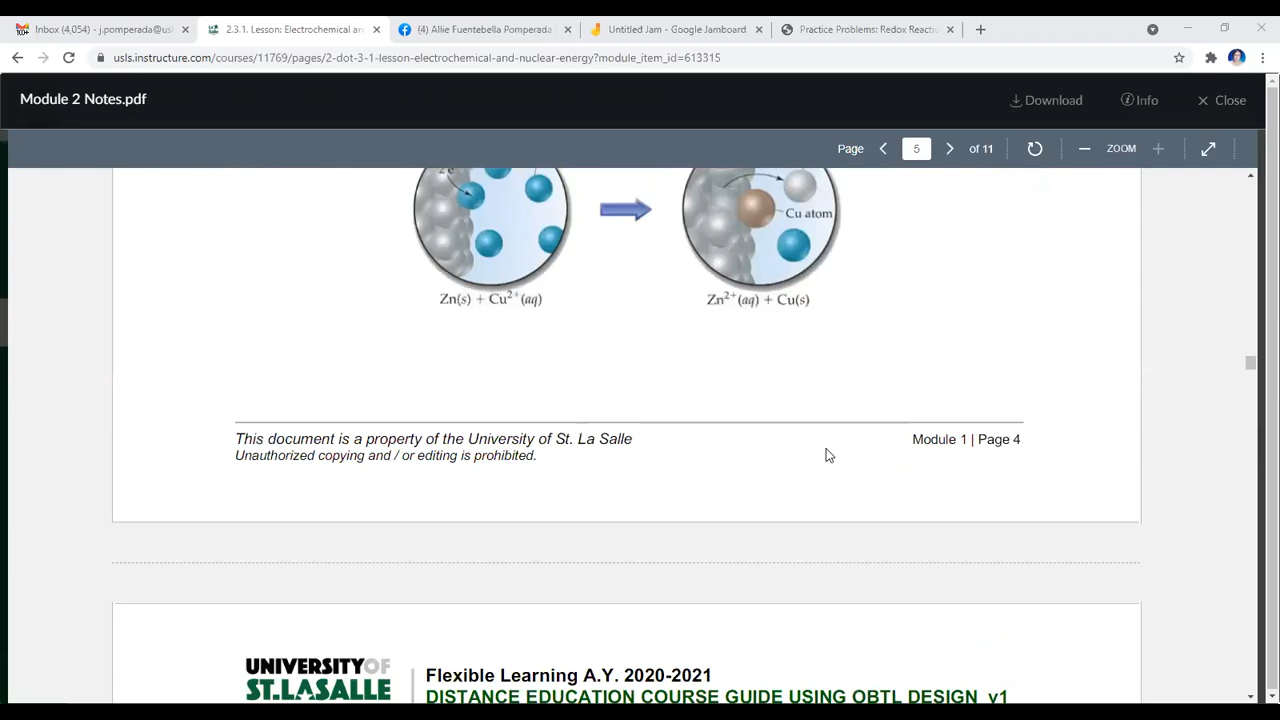 Inbox (4,054) - j.pomperada@us
2.3.1. Lesson: Electrochemical an
(4) Allie Fuentebella Pomperada
Untitled Jam - Google Jamboard
Practice Problems: Redox Reacti
usls.instructure.com/courses/11769/pages/2-dot-3-1-lesson-electrochemical-and-nuclear-energy?module_item_id=613315
Module 2 Notes.pdf
Download
Info
Close
Page
5
of 11
ZOOM
Cu atom
Zn(s) + Cu²⁺(aq)
Zn²⁺(aq) + Cu(s)
This document is a property of the University of St. La Salle
Unauthorized copying and / or editing is prohibited.
Module 1 | Page 4
UNIVERSITYOF
ST.LASALLE
Flexible Learning A.Y. 2020-2021
DISTANCE EDUCATION COURSE GUIDE USING OBTL DESIGN v1